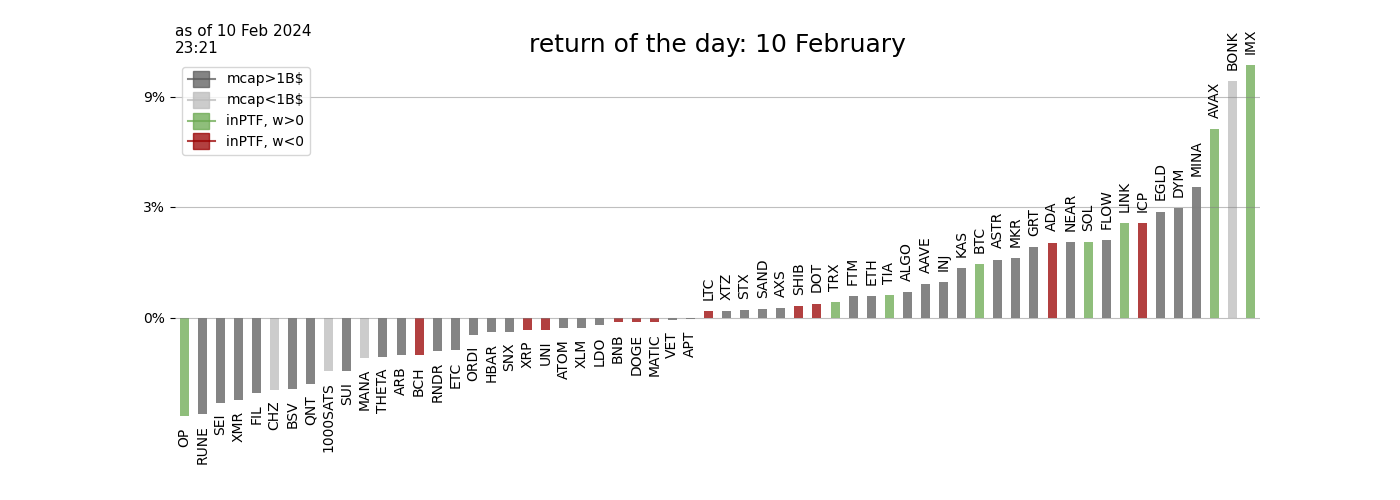 as of 10 Feb 2024
23:21
return of the day: 10 February
mcap>1B$
mcap<1B$
inPTF, w>0
inPTF, w<0
9%
3%
0%
OP
RUNE
SEI
XMR
FIL
CHZ
BSV
QNT
1000SATS
SUI
MANA
THETA
ARB
BCH
RNDR
ETC
ORDI
HBAR
SNX
XRP
UNI
ATOM
XLM
LDO
BNB
DOGE
MATIC
VET
APT
LTC
XTZ
STX
SAND
AXS
SHIB
DOT
TRX
FTM
ETH
TIA
ALGO
AAVE
INJ
KAS
BTC
ASTR
MKR
GRT
ADA
NEAR
SOL
FLOW
LINK
ICP
EGLD
DYM
MINA
AVAX
BONK
IMX